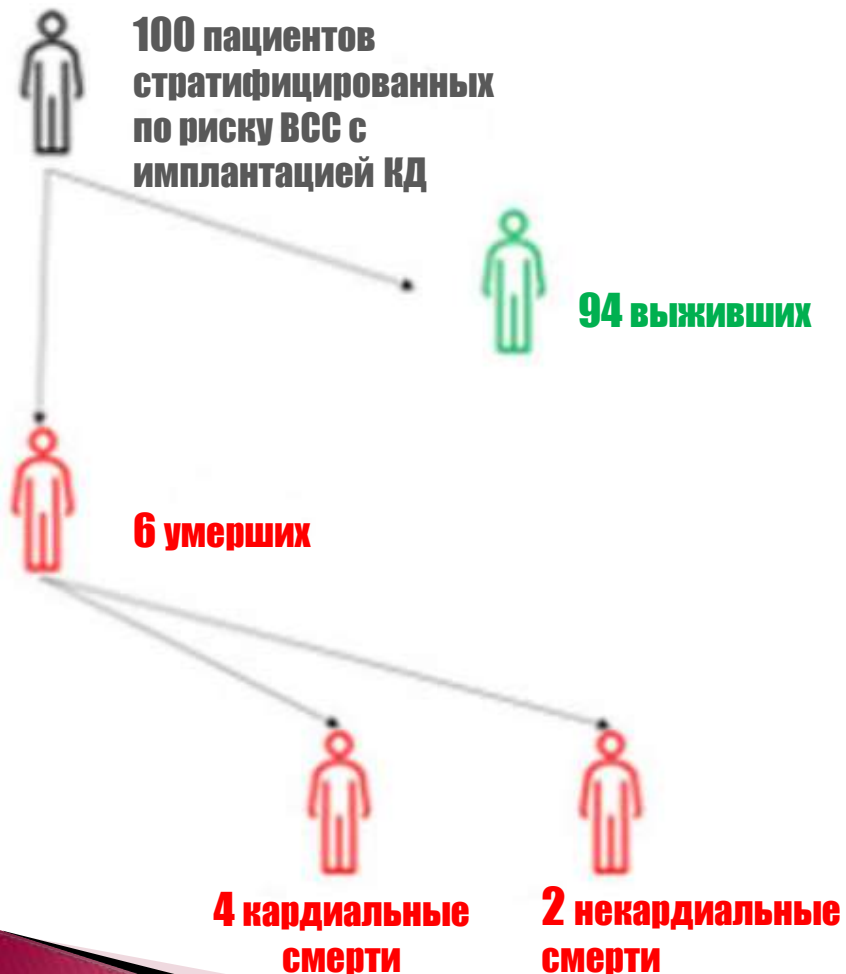 100 пациентов
стратифицированных
по риску ВСС с
имплантацией КД
94 выживших
6 умерших
4 кардиальные
смерти
2 некардиальные
смерти